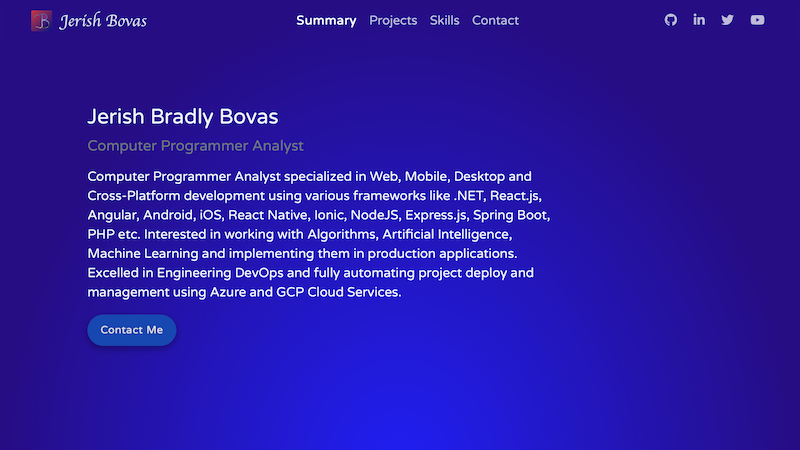 Jerish Bovas
Summary Projects Skills Contact
Jerish Bradly Bovas
Computer Programmer Analyst
Computer Programmer Analyst specialized in Web, Mobile, Desktop and
Cross-Platform development using various frameworks like .NET, React.js,
Angular, Android, iOS, React Native, Ionic, NodeJS, Express.js, Spring Boot,
PHP etc. Interested in working with Algorithms, Artificial Intelligence,
Machine Learning and implementing them in production applications.
Excelled in Engineering DevOps and fully automating project deploy and
management using Azure and GCP Cloud Services.
Contact Me